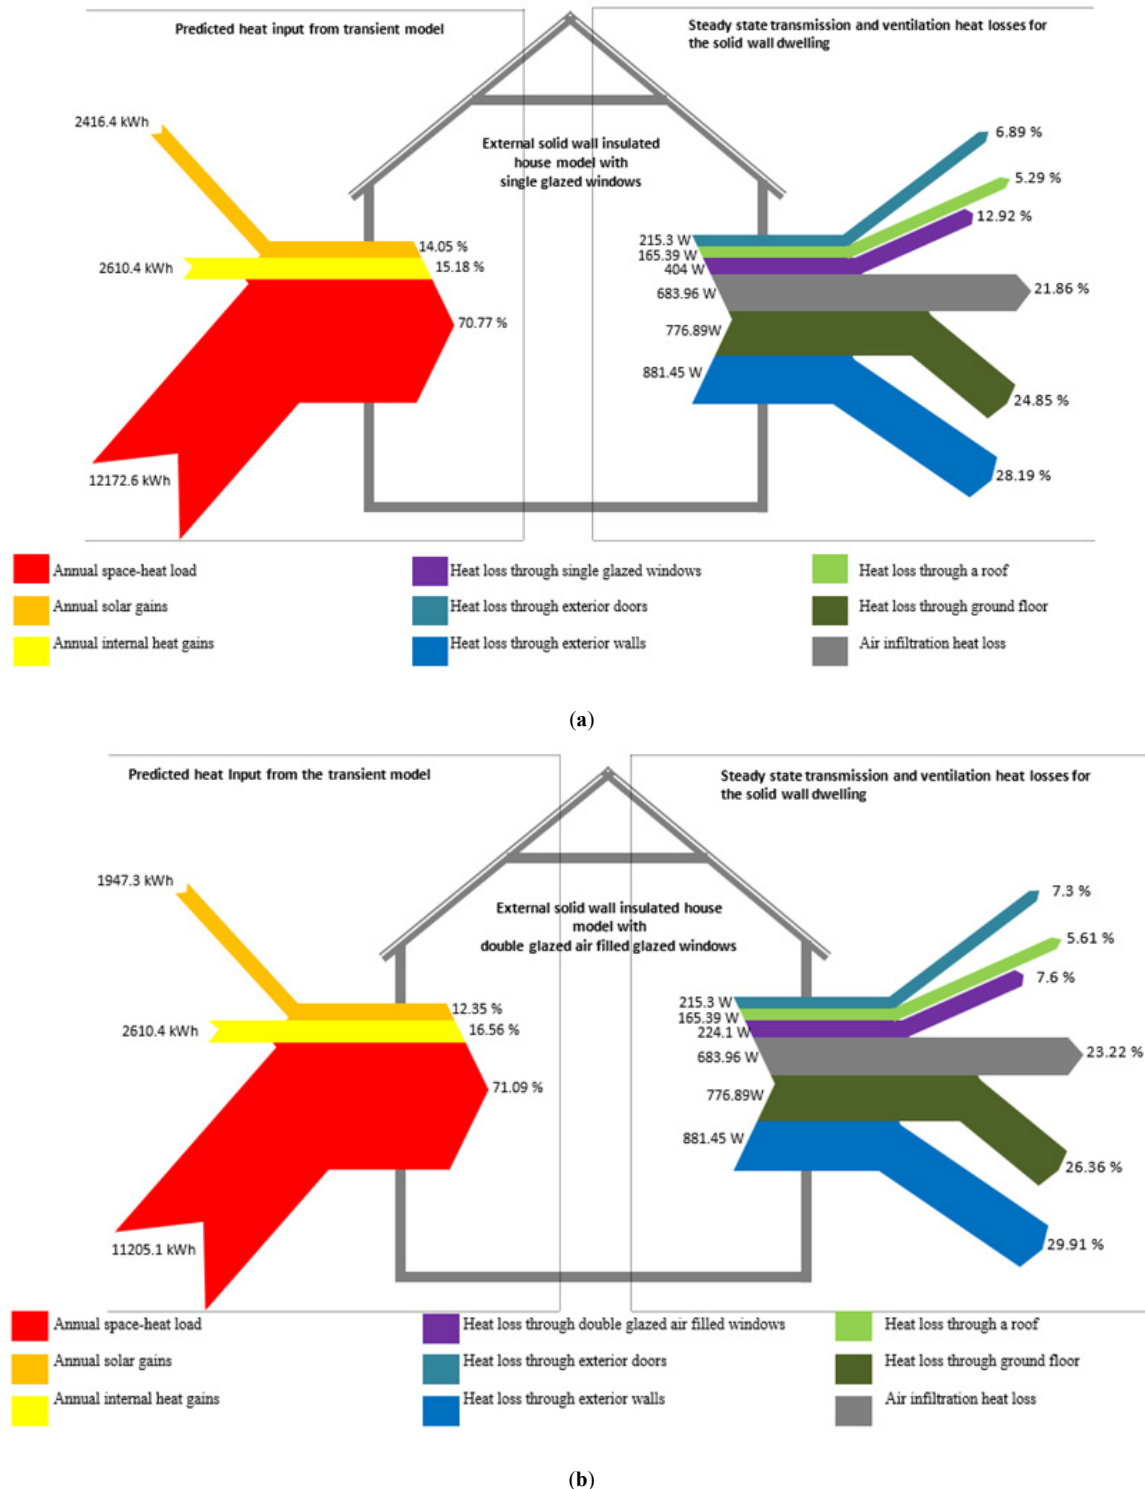 Predicted heat input from transient model
Steady state transmission and ventilation heat losses for
the solid wall dwelling
2416.4 kWh
External solid wall insulated
house model with
single glazed windows
6.89 %
5.29 %
12.92 %
2610.4 kWh
14.05 %
15.18 %
70.77 %
215.3 W
165.39 W
404 W
683.96 W
776.89W
881.45 W
21.86 %
24.85 %
28.19 %
12172.6 kWh
Annual space-heat load
Annual solar gains
Annual internal heat gains
Heat loss through single glazed windows
Heat loss through exterior doors
Heat loss through exterior walls
Heat loss through a roof
Heat loss through ground floor
Air infiltration heat loss
(a)
Predicted heat Input from the transient model
Steady state transmission and ventilation heat losses for
the solid wall dwelling
1947.3 kWh
External solid wall insulated house
model with
double glazed air filled glazed windows
7.3 %
5.61 %
7.6 %
2610.4 kWh
12.35 %
16.56 %
71.09 %
215.3 W
165.39 W
224.1 W
683.96 W
776.89W
881.45 W
23.22 %
26.36 %
29.91 %
11205.1 kWh
Annual space-heat load
Annual solar gains
Annual internal heat gains
Heat loss through double glazed air filled windows
Heat loss through exterior doors
Heat loss through exterior walls
Heat loss through a roof
Heat loss through ground floor
Air infiltration heat loss
(b)